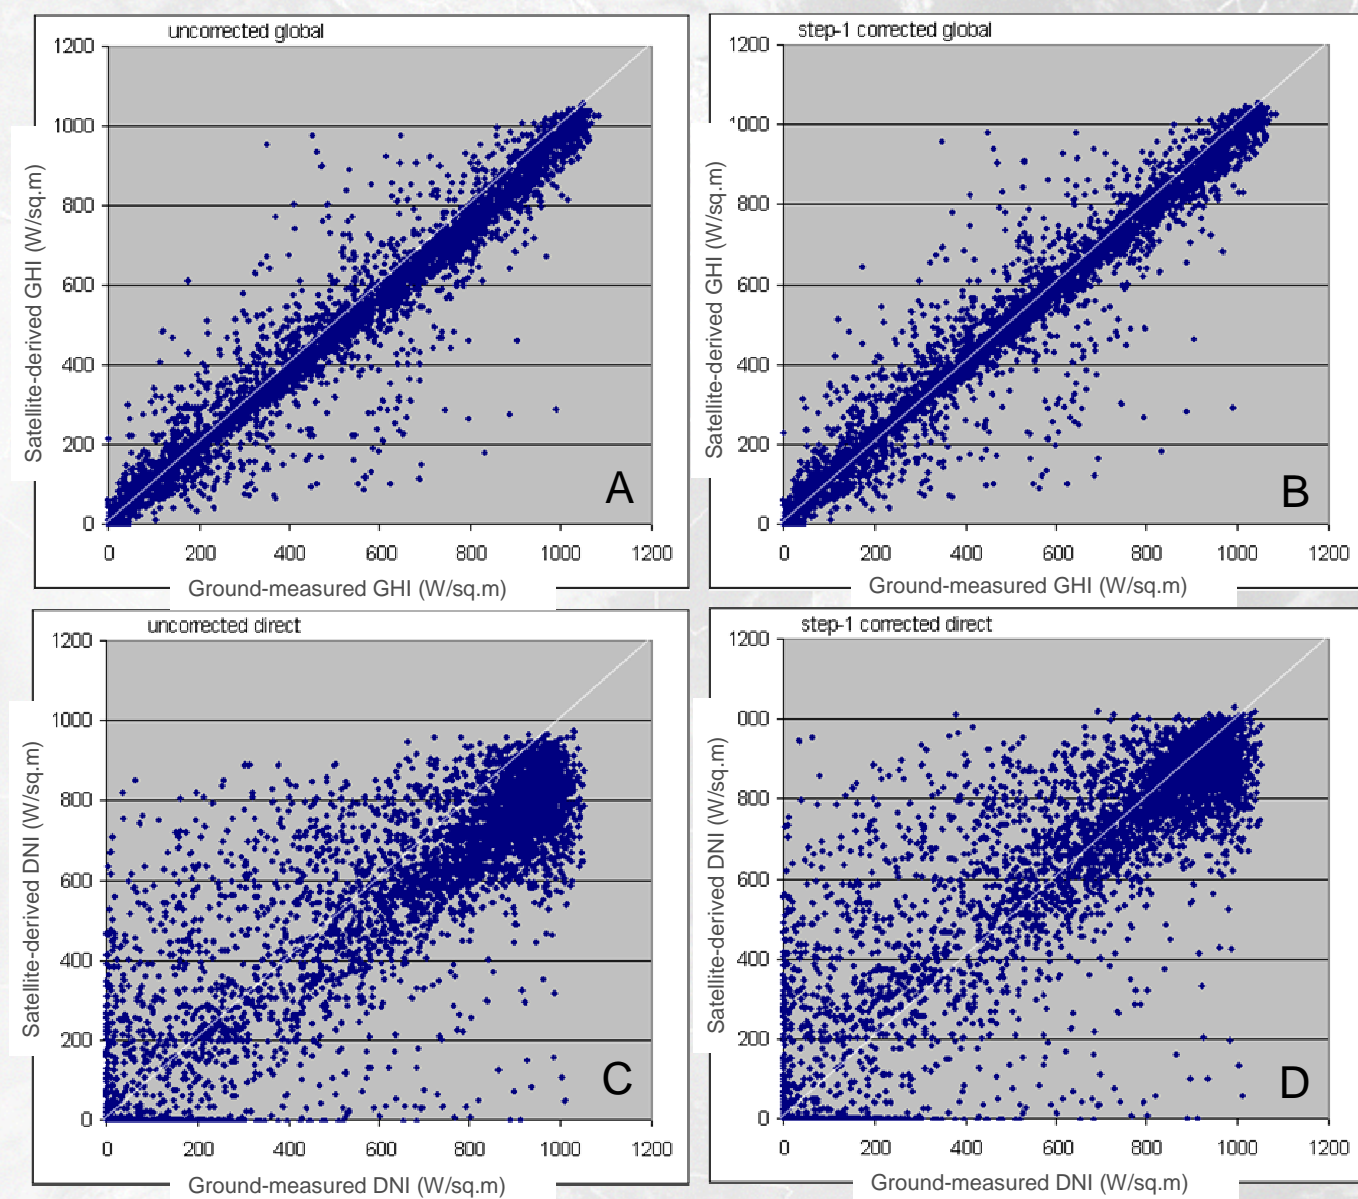 uncorrected global
1200
1000
800
600
400
200
0
0 200 400 600 800 1000 1200
Satellite-derived GHI (W/sq.m)
Ground-measured GHI (W/sq.m)
A
step-1 corrected global
1200
1000
800
600
400
200
0
0 200 400 600 800 1000 1200
Satellite-derived GHI (W/sq.m)
Ground-measured GHI (W/sq.m)
B
uncorrected direct
1200
1000
800
600
400
200
0
0 200 400 600 800 1000 1200
Satellite-derived DNI (W/sq.m)
Ground-measured DNI (W/sq.m)
C
step-1 corrected direct
1200
000
800
600
400
200
0
0 200 400 600 800 1000 1200
Satellite-derived DNI (W/sq.m)
Ground-measured DNI (W/sq.m)
D